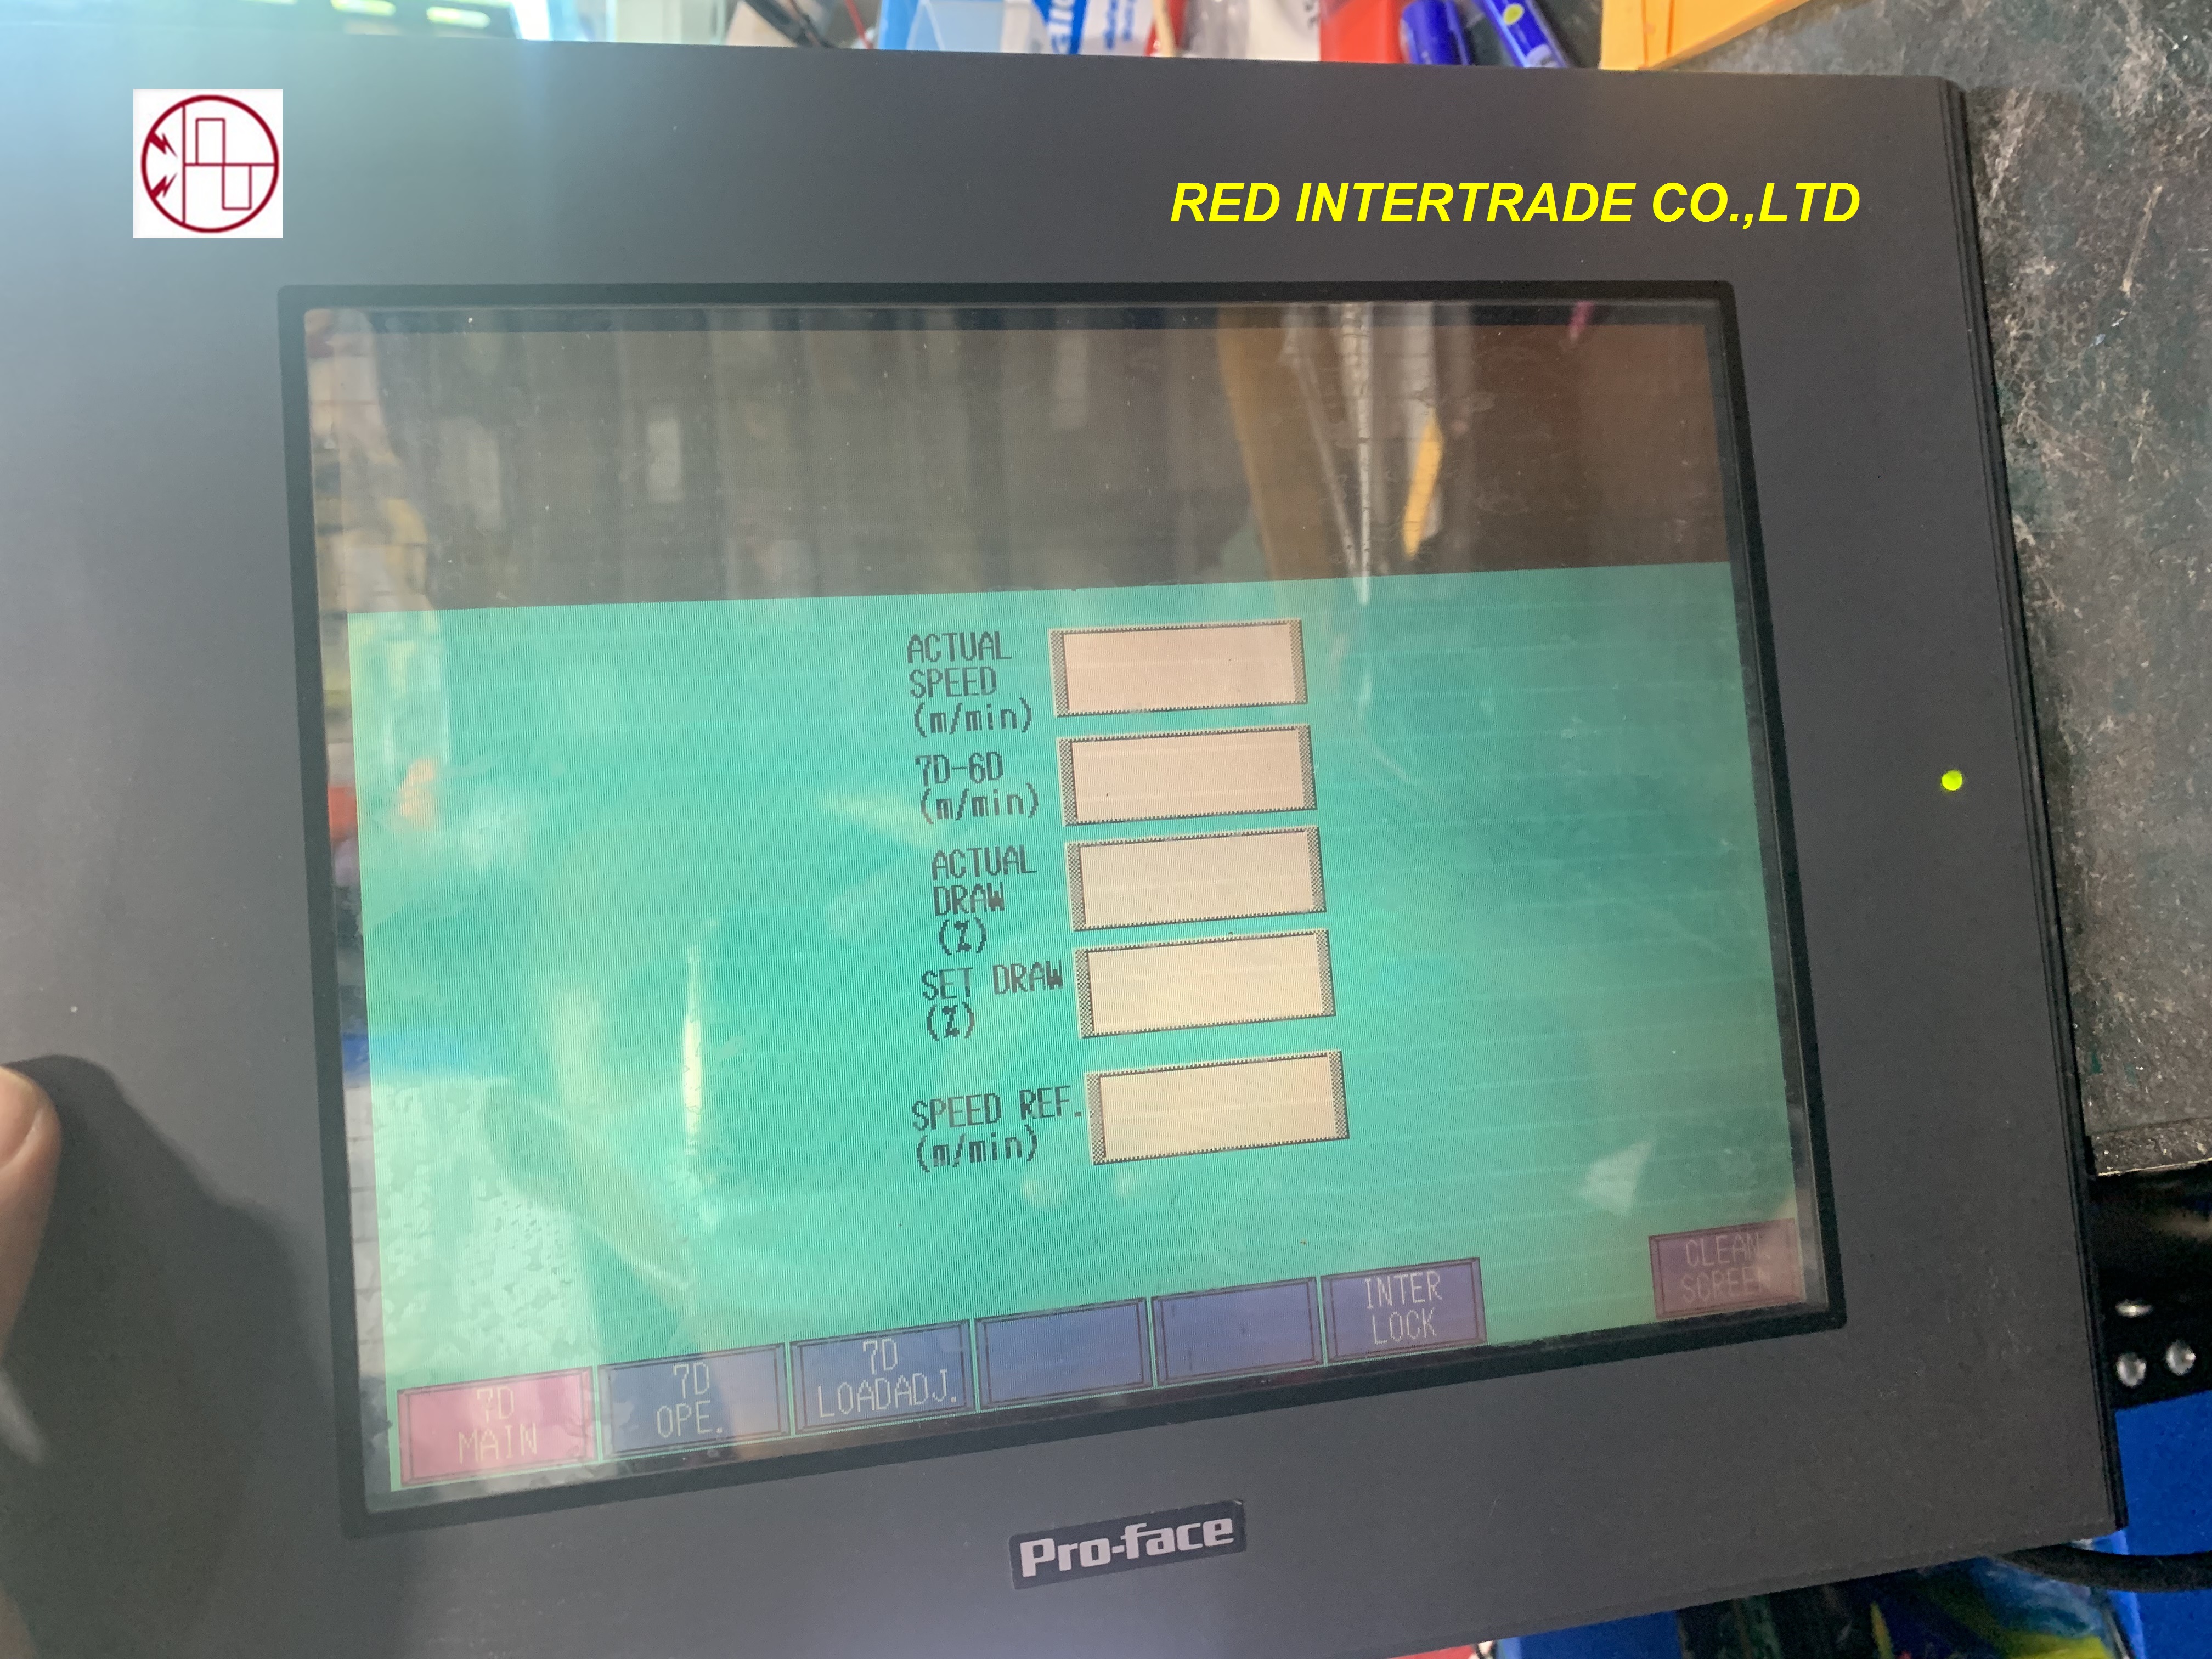 RED INTERTRADE CO.,LTD
ACTUAL
SPEED
(m/min)
7D-6D
(m/min)
ACTUAL
DRAW
(%)
SET DRAW
(%)
SPEED REF.
(m/min)
INTER
LOCK
CLEAN
SCREEN
7D
LOADADJ.
7D
OPE.
7D
MAIN
Pro-face